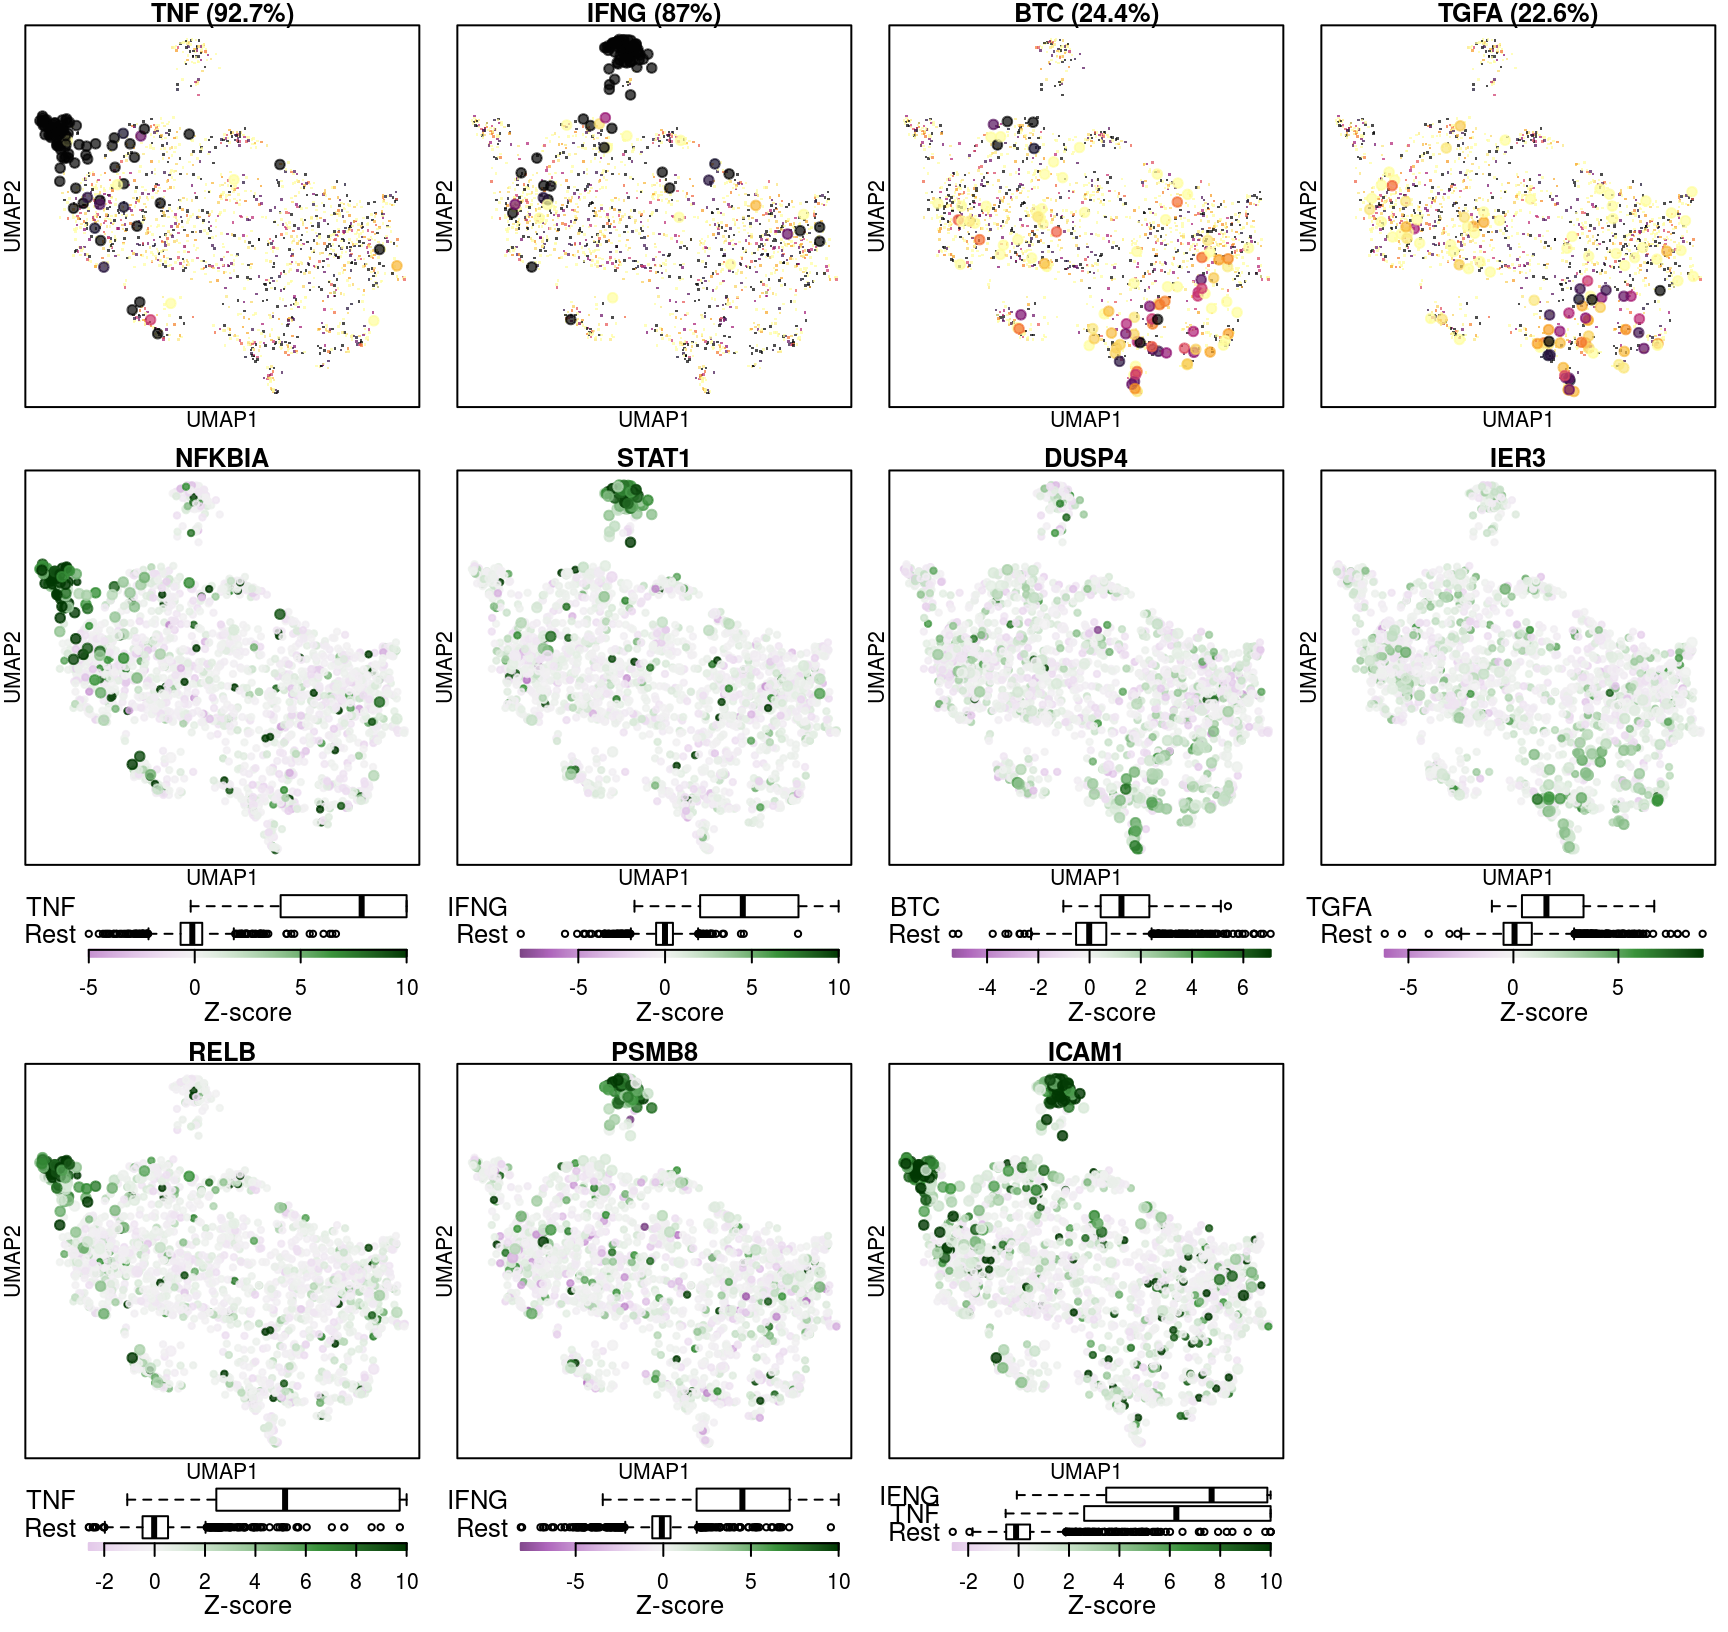 TNF (92.7%) IFNG (87%) BTC (24.4%) TGFA (22.6%)
UMAP2 UMAP2 UMAP2 UMAP2
UMAP1 UMAP1 UMAP1 UMAP1
NFKBIA STAT1 DUSP4 IER3
UMAP2 UMAP2 UMAP2 UMAP2
UMAP1 UMAP1 UMAP1 UMAP1
TNF IFNG BTC TGFA
Rest Rest Rest Rest
-5 0 5 10 -5 0 5 10 -4 -2 0 2 4 6 -5 0 5
Z-score Z-score Z-score Z-score
RELB PSMB8 ICAM1
UMAP2 UMAP2 UMAP2
UMAP1 UMAP1 UMAP1
TNF IFNG IFNG
TNF
Rest Rest Rest
-2 0 2 4 6 8 10 -5 0 5 10 -2 0 2 4 6 8 10
Z-score Z-score Z-score